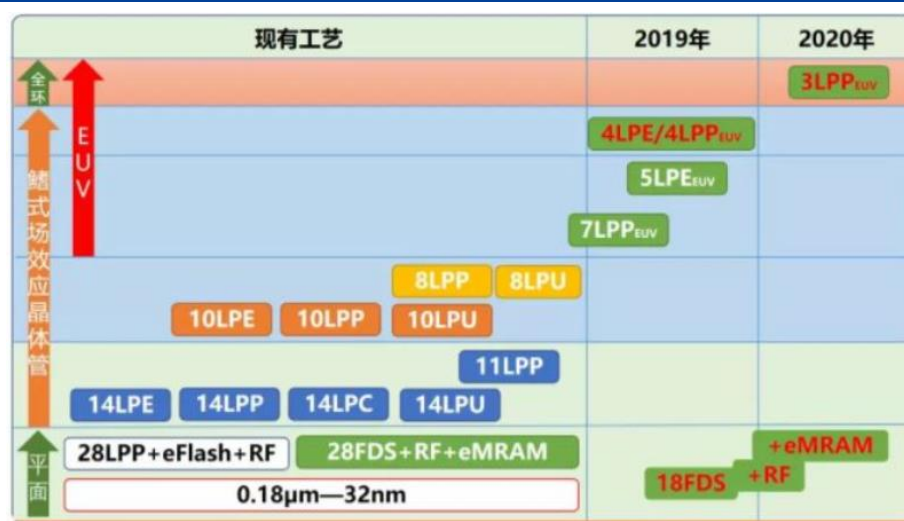 现有工艺 2019年 2020年
全环
EUV
3LPPEUV
4LPE/4LPPEUV
5LPEEUV
7LPPEUV
鳍式场效应晶体管
8LPP 8LPU
10LPE 10LPP 10LPU
11LPP
14LPE 14LPP 14LPC 14LPU
平面
28LPP+eFlash+RF 28FDS+RF+eMRAM
+eMRAM
18FDS +RF
0.18μm—32nm